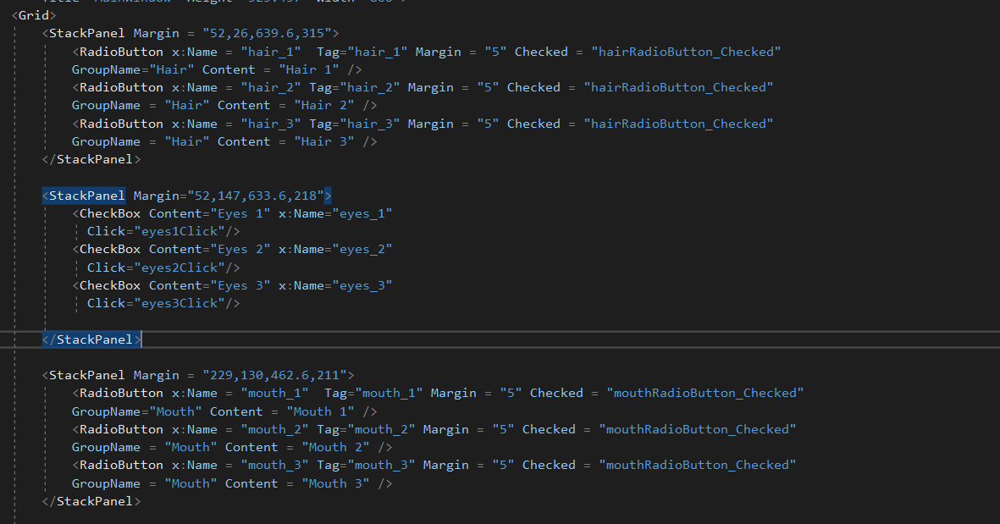 <Grid>
<StackPanel Margin = "52,26,639.6,315">
<RadioButton x:Name = "hair_1"  Tag="hair_1" Margin = "5" Checked = "hairRadioButton_Checked"
GroupName="Hair" Content = "Hair 1" />
<RadioButton x:Name = "hair_2" Tag="hair_2" Margin = "5" Checked = "hairRadioButton_Checked"
GroupName = "Hair" Content = "Hair 2" />
<RadioButton x:Name = "hair_3" Tag="hair_3" Margin = "5" Checked = "hairRadioButton_Checked"
GroupName = "Hair" Content = "Hair 3" />
</StackPanel>
<StackPanel Margin="52,147,633.6,218">
<CheckBox Content="Eyes 1" x:Name="eyes_1"
Click="eyes1Click"/>
<CheckBox Content="Eyes 2" x:Name="eyes_2"
Click="eyes2Click"/>
<CheckBox Content="Eyes 3" x:Name="eyes_3"
Click="eyes3Click"/>
</StackPanel>
<StackPanel Margin = "229,130,462.6,211">
<RadioButton x:Name = "mouth_1"  Tag="mouth_1" Margin = "5" Checked = "mouthRadioButton_Checked"
GroupName="Mouth" Content = "Mouth 1" />
<RadioButton x:Name = "mouth_2" Tag="mouth_2" Margin = "5" Checked = "mouthRadioButton_Checked"
GroupName = "Mouth" Content = "Mouth 2" />
<RadioButton x:Name = "mouth_3" Tag="mouth_3" Margin = "5" Checked = "mouthRadioButton_Checked"
GroupName = "Mouth" Content = "Mouth 3" />
</StackPanel>